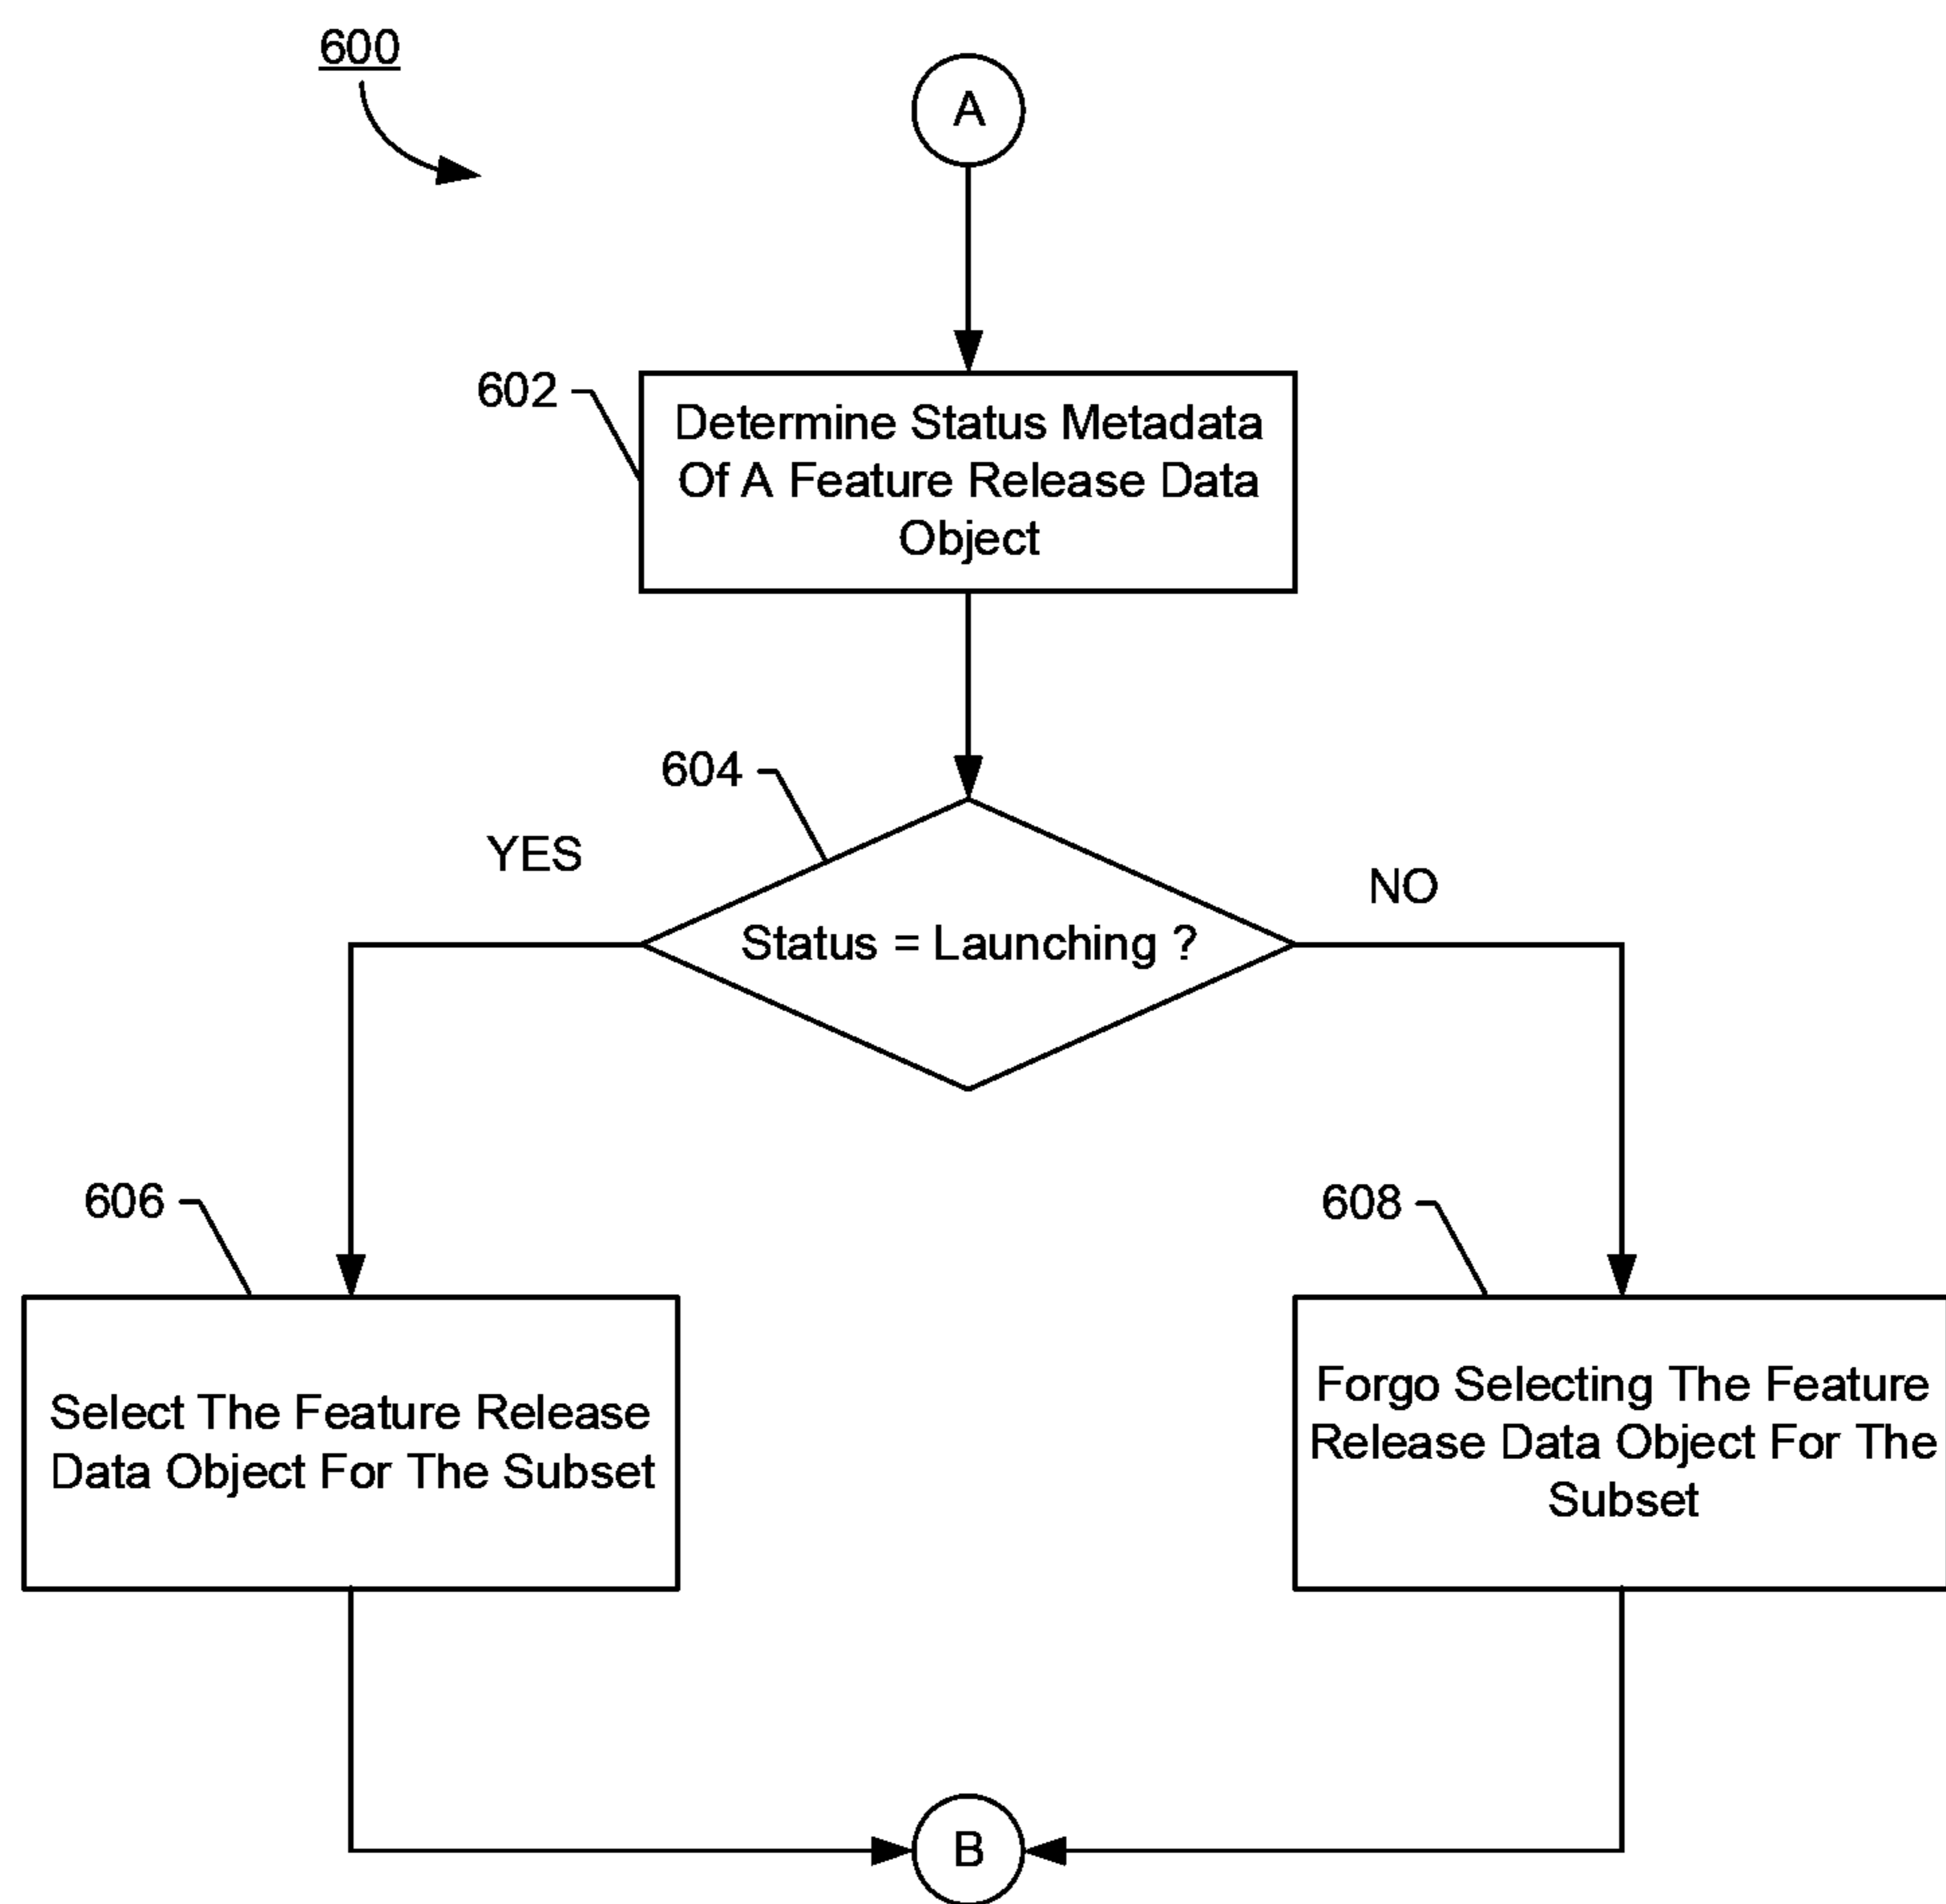 600
A
602
Determine Status Metadata
Of A Feature Release Data
Object
604
YES
NO
Status = Launching ?
606
608
Select The Feature Release
Data Object For The Subset
Forgo Selecting The Feature
Release Data Object For The
Subset
B